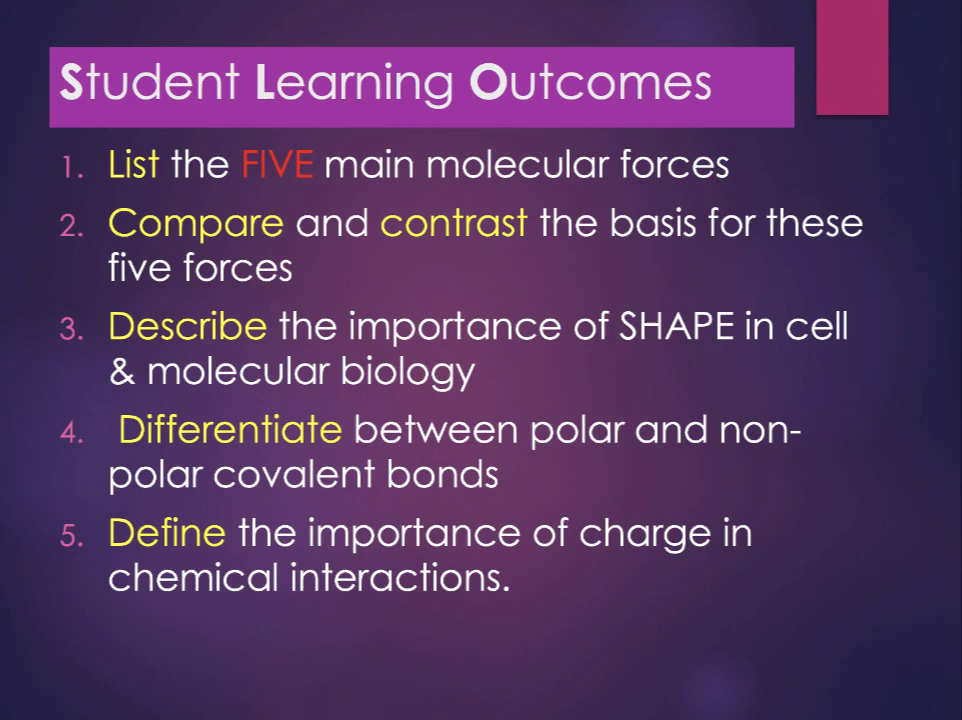 Student Learning Outcomes
1. List the FIVE main molecular forces
2. Compare and contrast the basis for these
five forces
3. Describe the importance of SHAPE in cell
& molecular biology
4. Differentiate between polar and non-
polar covalent bonds
5. Define the importance of charge in
chemical interactions.